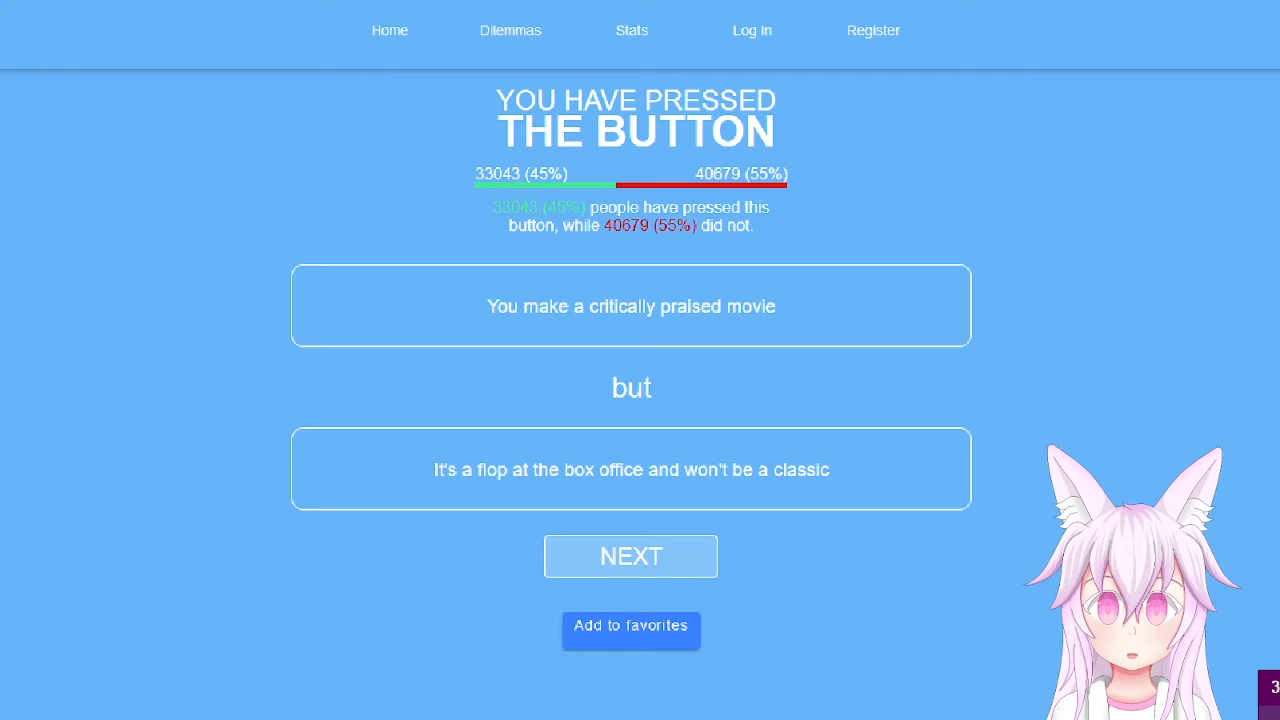 Home Dilemmas Stats Log in Register
YOU HAVE PRESSED
THE BUTTON
33043 (45%) 40679 (55%)
33043 (45%) people have pressed this
button, while 40679 (55%) did not.
You make a critically praised movie
but
It's a flop at the box office and won't be a classic
NEXT
Add to favorites
3